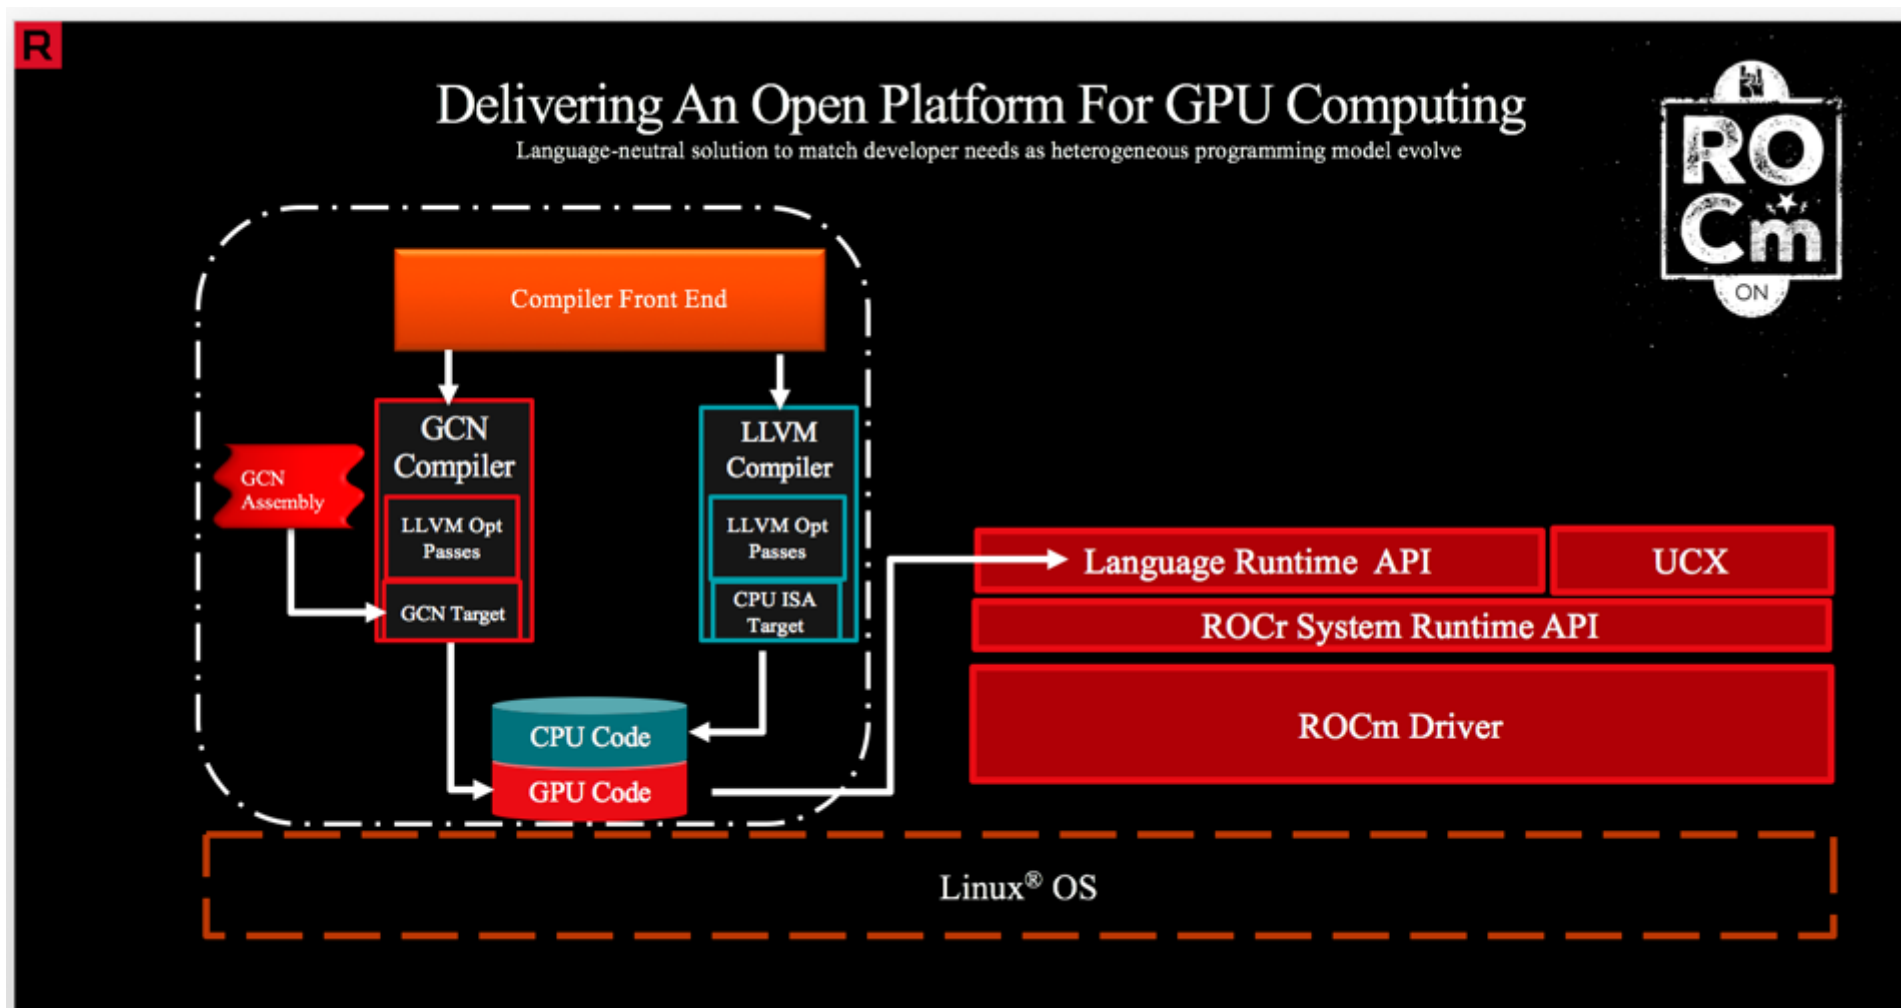 R
Delivering An Open Platform For GPU Computing
Language-neutral solution to match developer needs as heterogeneous programming model evolve
RO
Cm
ON
Compiler Front End
GCN
Compiler
LLVM
Compiler
GCN
Assembly
LLVM Opt
Passes
LLVM Opt
Passes
GCN Target
CPU ISA
Target
CPU Code
GPU Code
Language Runtime API
UCX
ROCr System Runtime API
ROCm Driver
Linux® OS